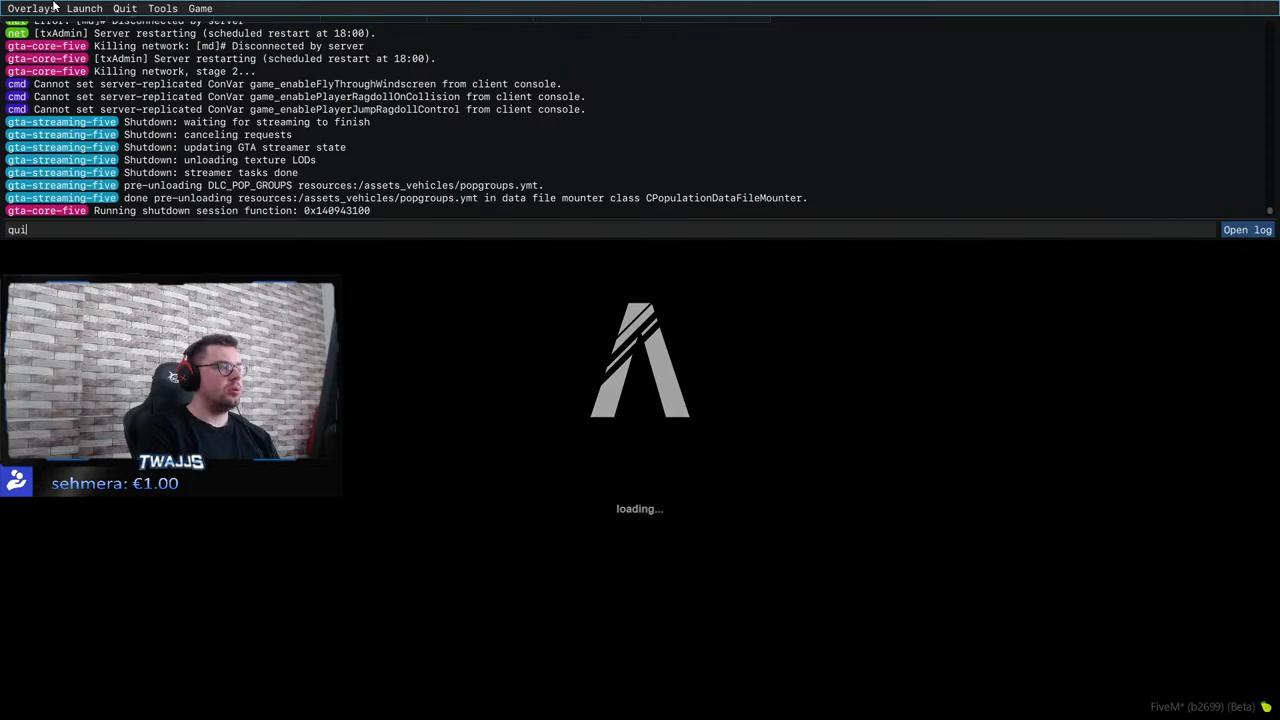 Overlays Launch Quit Tools Game
net Error: [md]# Disconnected by server
net [txAdmin] Server restarting (scheduled restart at 18:00).
gta-core-five Killing network: [md]# Disconnected by server
gta-core-five [txAdmin] Server restarting (scheduled restart at 18:00).
gta-core-five Killing network, stage 2...
cmd Cannot set server-replicated ConVar game_enableFlyThroughWindscreen from client console.
cmd Cannot set server-replicated ConVar game_enablePlayerRagdollOnCollision from client console.
cmd Cannot set server-replicated ConVar game_enablePlayerJumpRagdollControl from client console.
gta-streaming-five Shutdown: waiting for streaming to finish
gta-streaming-five Shutdown: canceling requests
gta-streaming-five Shutdown: updating GTA streamer state
gta-streaming-five Shutdown: unloading texture LODs
gta-streaming-five Shutdown: streamer tasks done
gta-streaming-five pre-unloading DLC_POP_GROUPS resources:/assets_vehicles/popgroups.ymt.
gta-streaming-five done pre-unloading resources:/assets_vehicles/popgroups.ymt in data file mounter class CPopulationDataFileMounter.
gta-core-five Running shutdown session function: 0x140943100
qui
Open log
TWAJJS
sehmera: €1.00
loading...
FiveM* (b2699) (Beta)